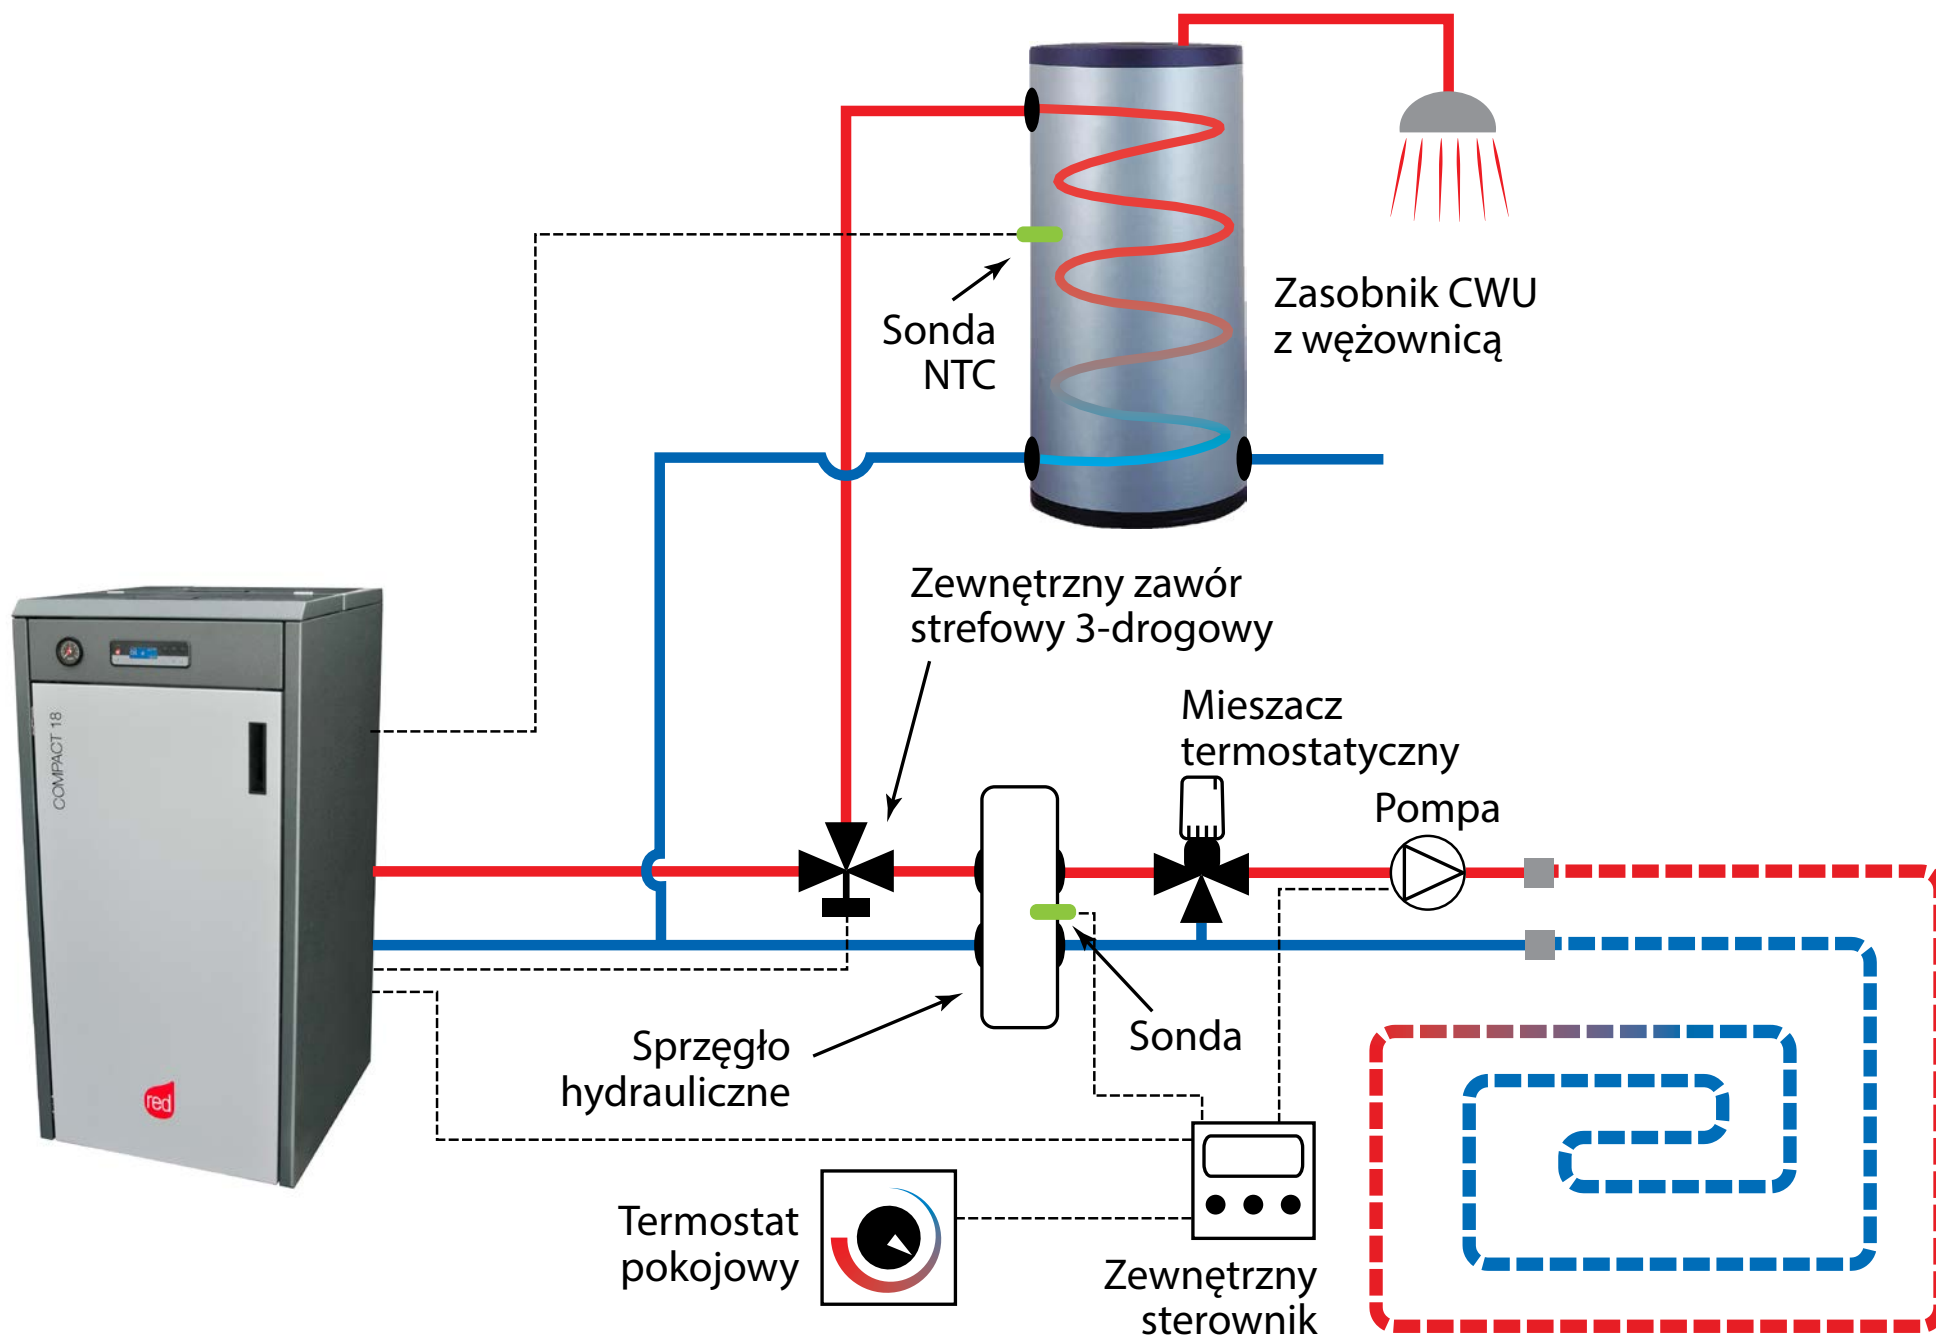 Zasobnik CWU
z wężownicą
Sonda
NTC
Zewnętrzny zawór
strefowy 3-drogowy
Mieszacz
termostatyczny
Pompa
COMPACT 18
Sonda
Sprzęgło
hydrauliczne
red
Termostat
pokojowy
Zewnętrzny
sterownik